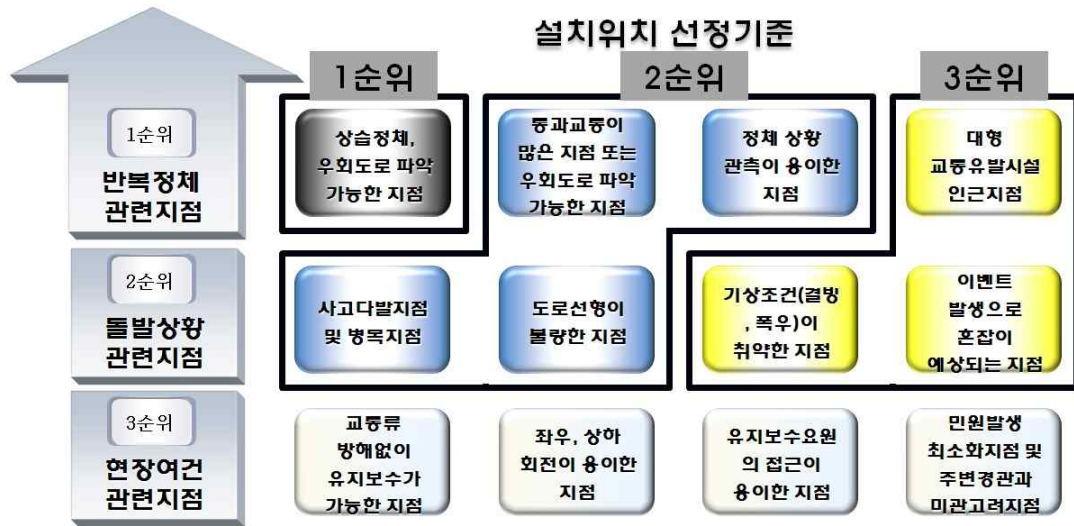 설치위치 선정기준
1순위
2순위
3순위
1순위
반복정체
관련지점
상습정체,
우회도로 파악
가능한 지점
통과교통이
많은 지점 또는
우회도로 파악
가능한 지점
정체 상황
관측이 용이한
지점
대형
교통유발시설
인근지점
2순위
돌발상황
관련지점
사고다발지점
및 병목지점
도로선형이
불량한 지점
기상조건(결빙
, 폭우)이
취약한 지점
이벤트
발생으로
혼잡이
예상되는 지점
3순위
현장여건
관련지점
교통류
방해없이
유지보수가
가능한 지점
좌우, 상하
회전이 용이한
지점
유지보수요원
의 접근이
용이한 지점
민원발생
최소화지점 및
주변경관과
미관고려지점